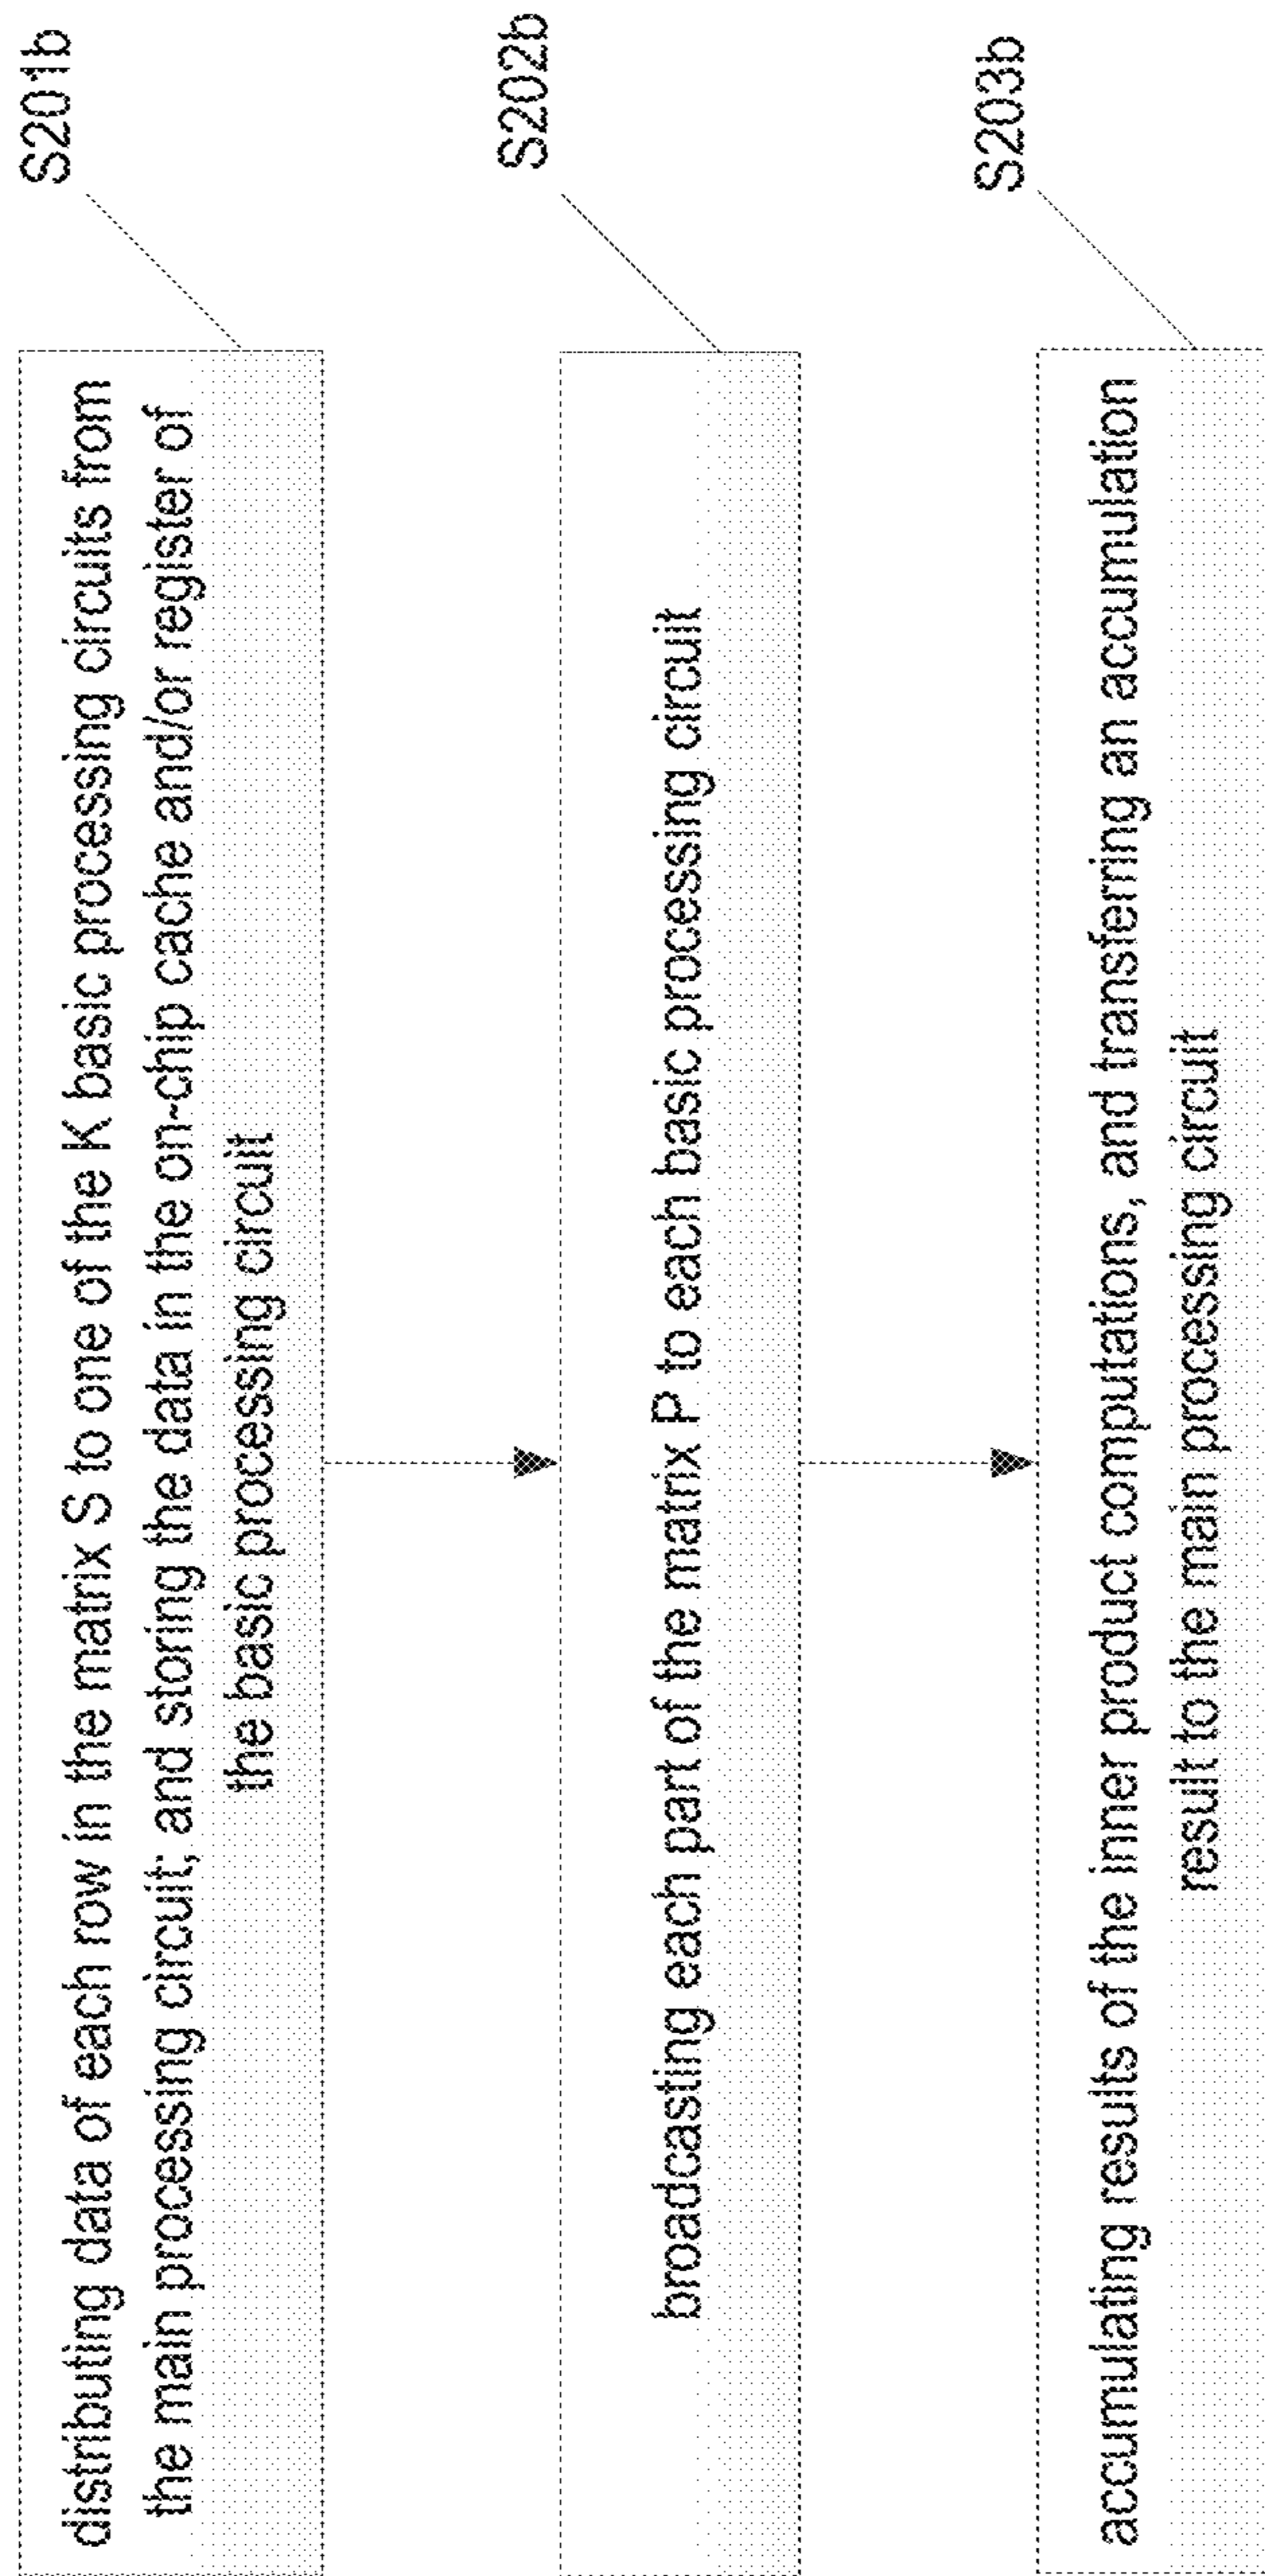 distributing data of each row in the matrix S to one of the K basic processing circuits from
the main processing circuit; and storing the data in the on-chip cache and/or register of
the basic processing circuit
S201b
broadcasting each part of the matrix P to each basic processing circuit
S202b
accumulating results of the inner product computations, and transferring an accumulation
result to the main processing circuit
S203b